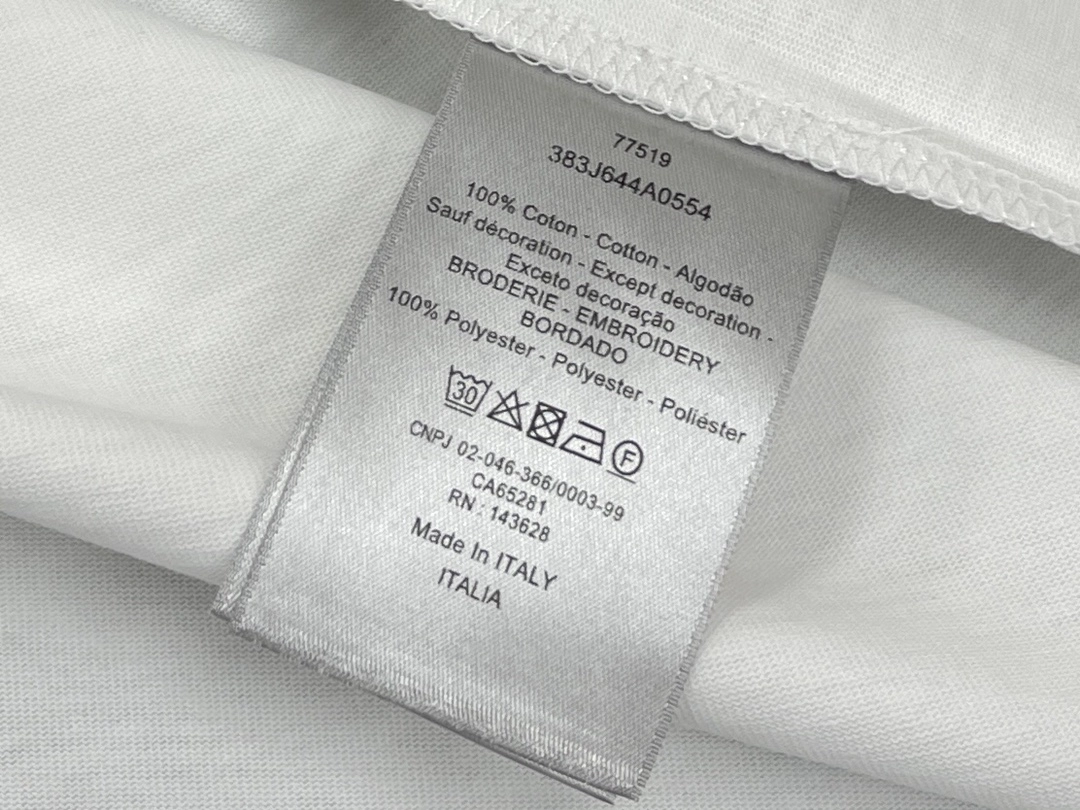 77519
383J644A0554
100% Coton - Cotton - Algodão
Sauf décoration - Except decoration -
Exceto decoração
BRODERIE - EMBROIDERY
BORDADO
100% Polyester - Polyester - Poliéster
30 F
CNPJ 02-046-366/0003-99
CA65281
RN : 143628
Made In ITALY
ITALIA